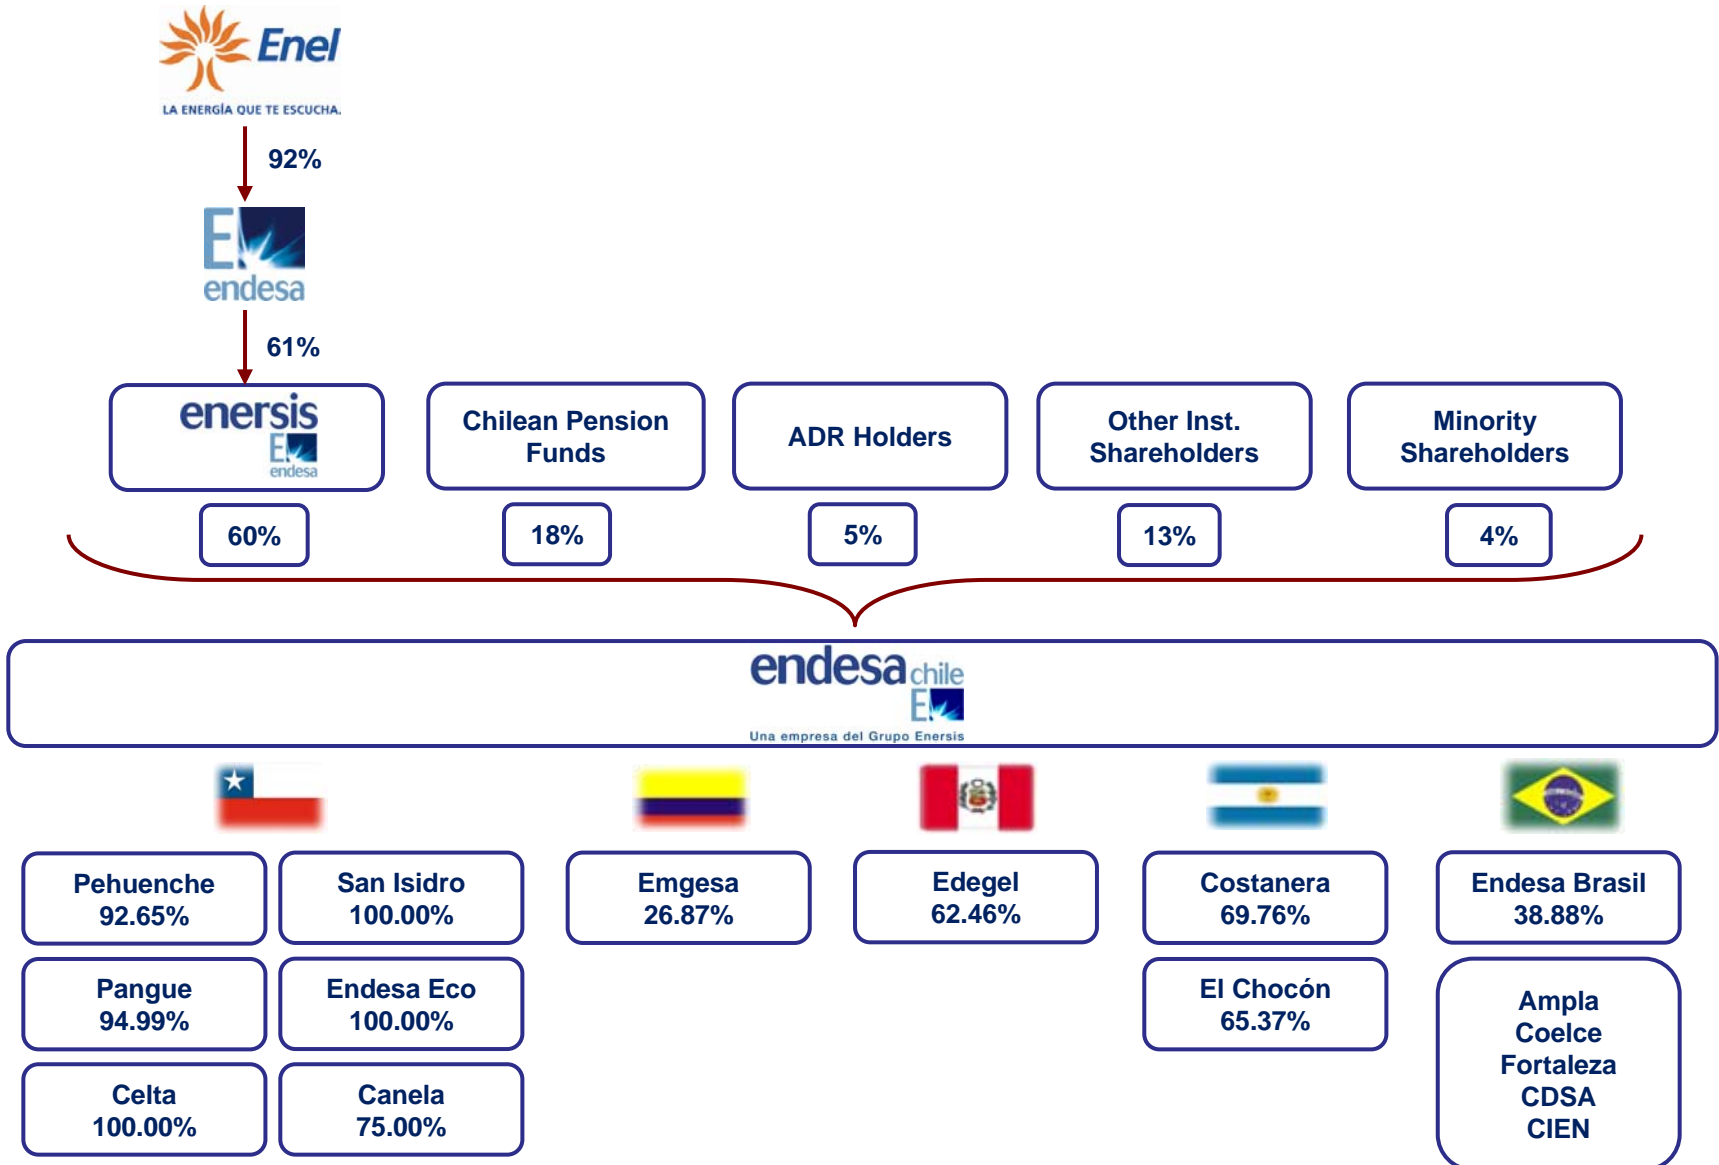 Enel
LA ENERGÍA QUE TE ESCUCHA.
92%
endesa
61%
enersis
endesa
Chilean Pension
Funds
ADR Holders
Other Inst.
Shareholders
Minority
Shareholders
60%
18%
5%
13%
4%
endesa chile
Una empresa del Grupo Enersis
Pehuenche
92.65%
San Isidro
100.00%
Emgesa
26.87%
Edegel
62.46%
Costanera
69.76%
Endesa Brasil
38.88%
Pangue
94.99%
Endesa Eco
100.00%
El Chocón
65.37%
Ampla
Coelce
Fortaleza
CDSA
CIEN
Celta
100.00%
Canela
75.00%